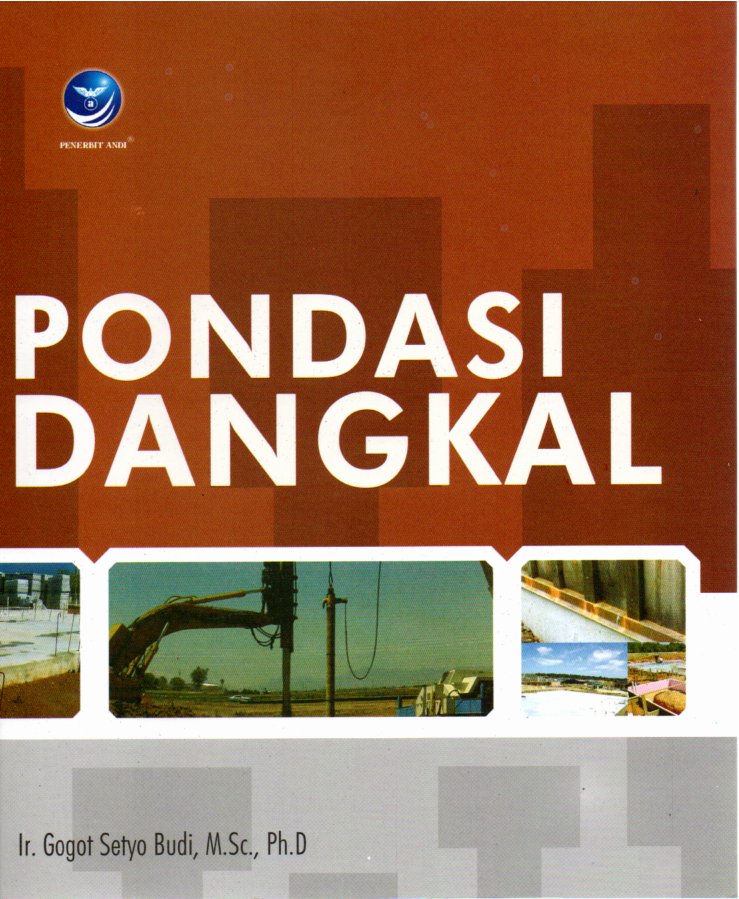 PENERBIT ANDI®
PONDASI
DANGKAL
Ir. Gogot Setyo Budi, M.Sc., Ph.D